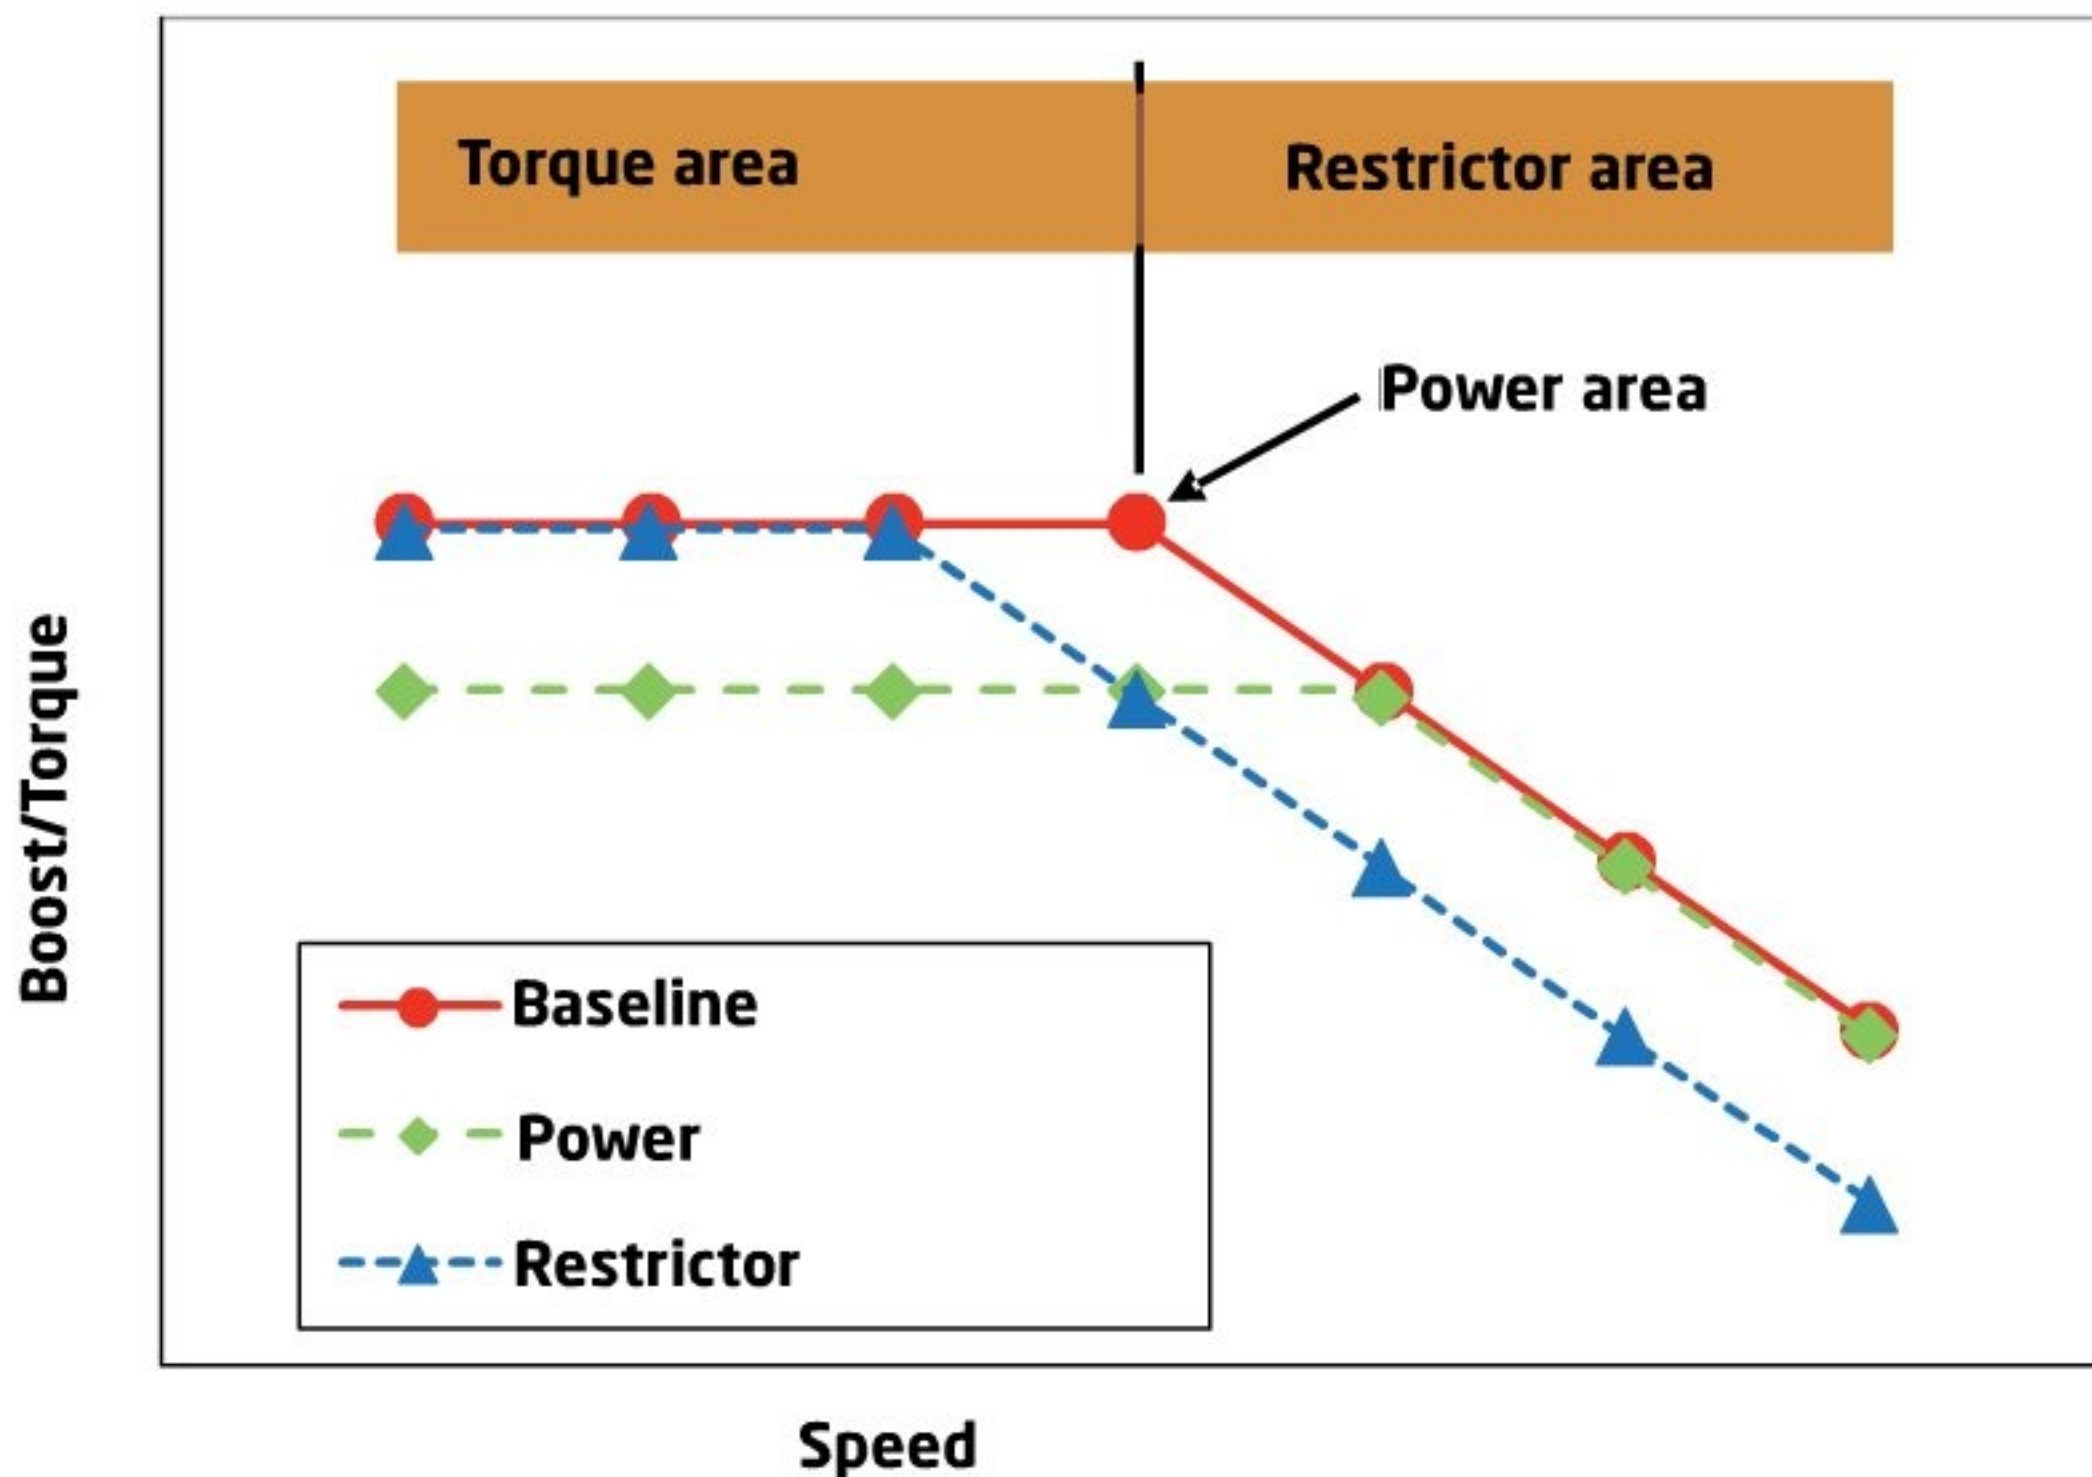 Torque area
Restrictor area
Power area
Boost/Torque
Baseline
Power
Restrictor
Speed